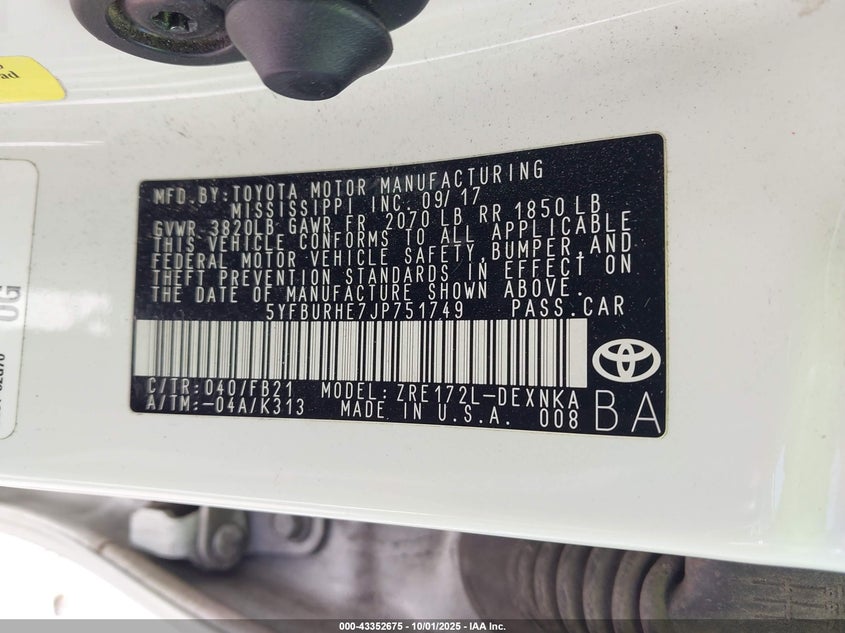 ad
UG
MFD.BY:TOYOTA MOTOR MANUFACTURING
MISSISSIPPI INC. 09/17
GVWR 3820LB GAWR FR 2070 LB RR 1850 LB
THIS VEHICLE CONFORMS TO ALL APPLICABLE
FEDERAL MOTOR VEHICLE SAFETY,BUMPER,AND
THEFT PREVENTION STANDARDS IN EFFECT ON
THE DATE OF MANUFACTURE SHOWN ABOVE.
5YFBURHE7JP751749 PASS.CAR
C/TR:040/FB21 MODEL:ZRE172L-DEXNKA
A/TM:-04A/K313 MADE IN U.S.A. 008
BA
000-43352675 - 10/01/2025 - IAA Inc.